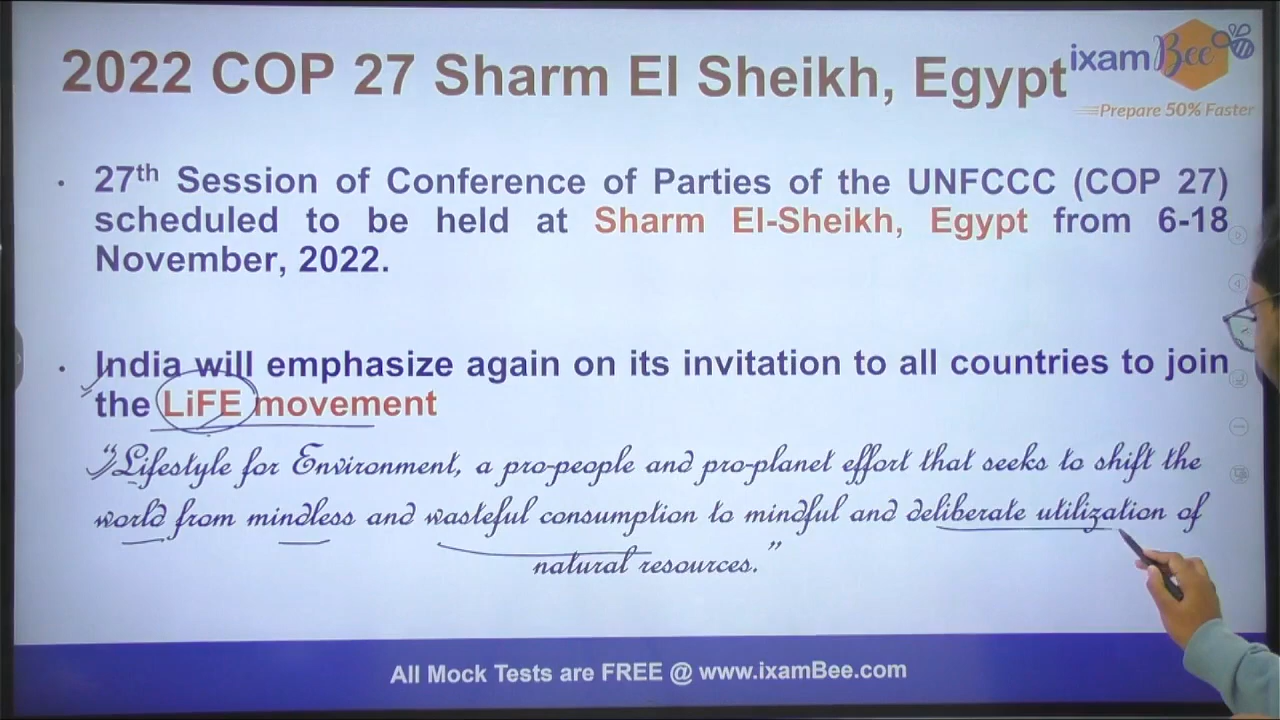 2022 COP 27 Sharm El Sheikh, Egypt
ixamBee
Prepare 50% Faster
27th Session of Conference of Parties of the UNFCCC (COP 27)
scheduled to be held at Sharm El-Sheikh, Egypt from 6-18
November, 2022.
India will emphasize again on its invitation to all countries to join
the LiFE movement
"Lifestyle for Environment, a pro-people and pro-planet effort that seeks to shift the
world from mindless and wasteful consumption to mindful and deliberate utilization of
natural resources."
All Mock Tests are FREE @ www.ixamBee.com